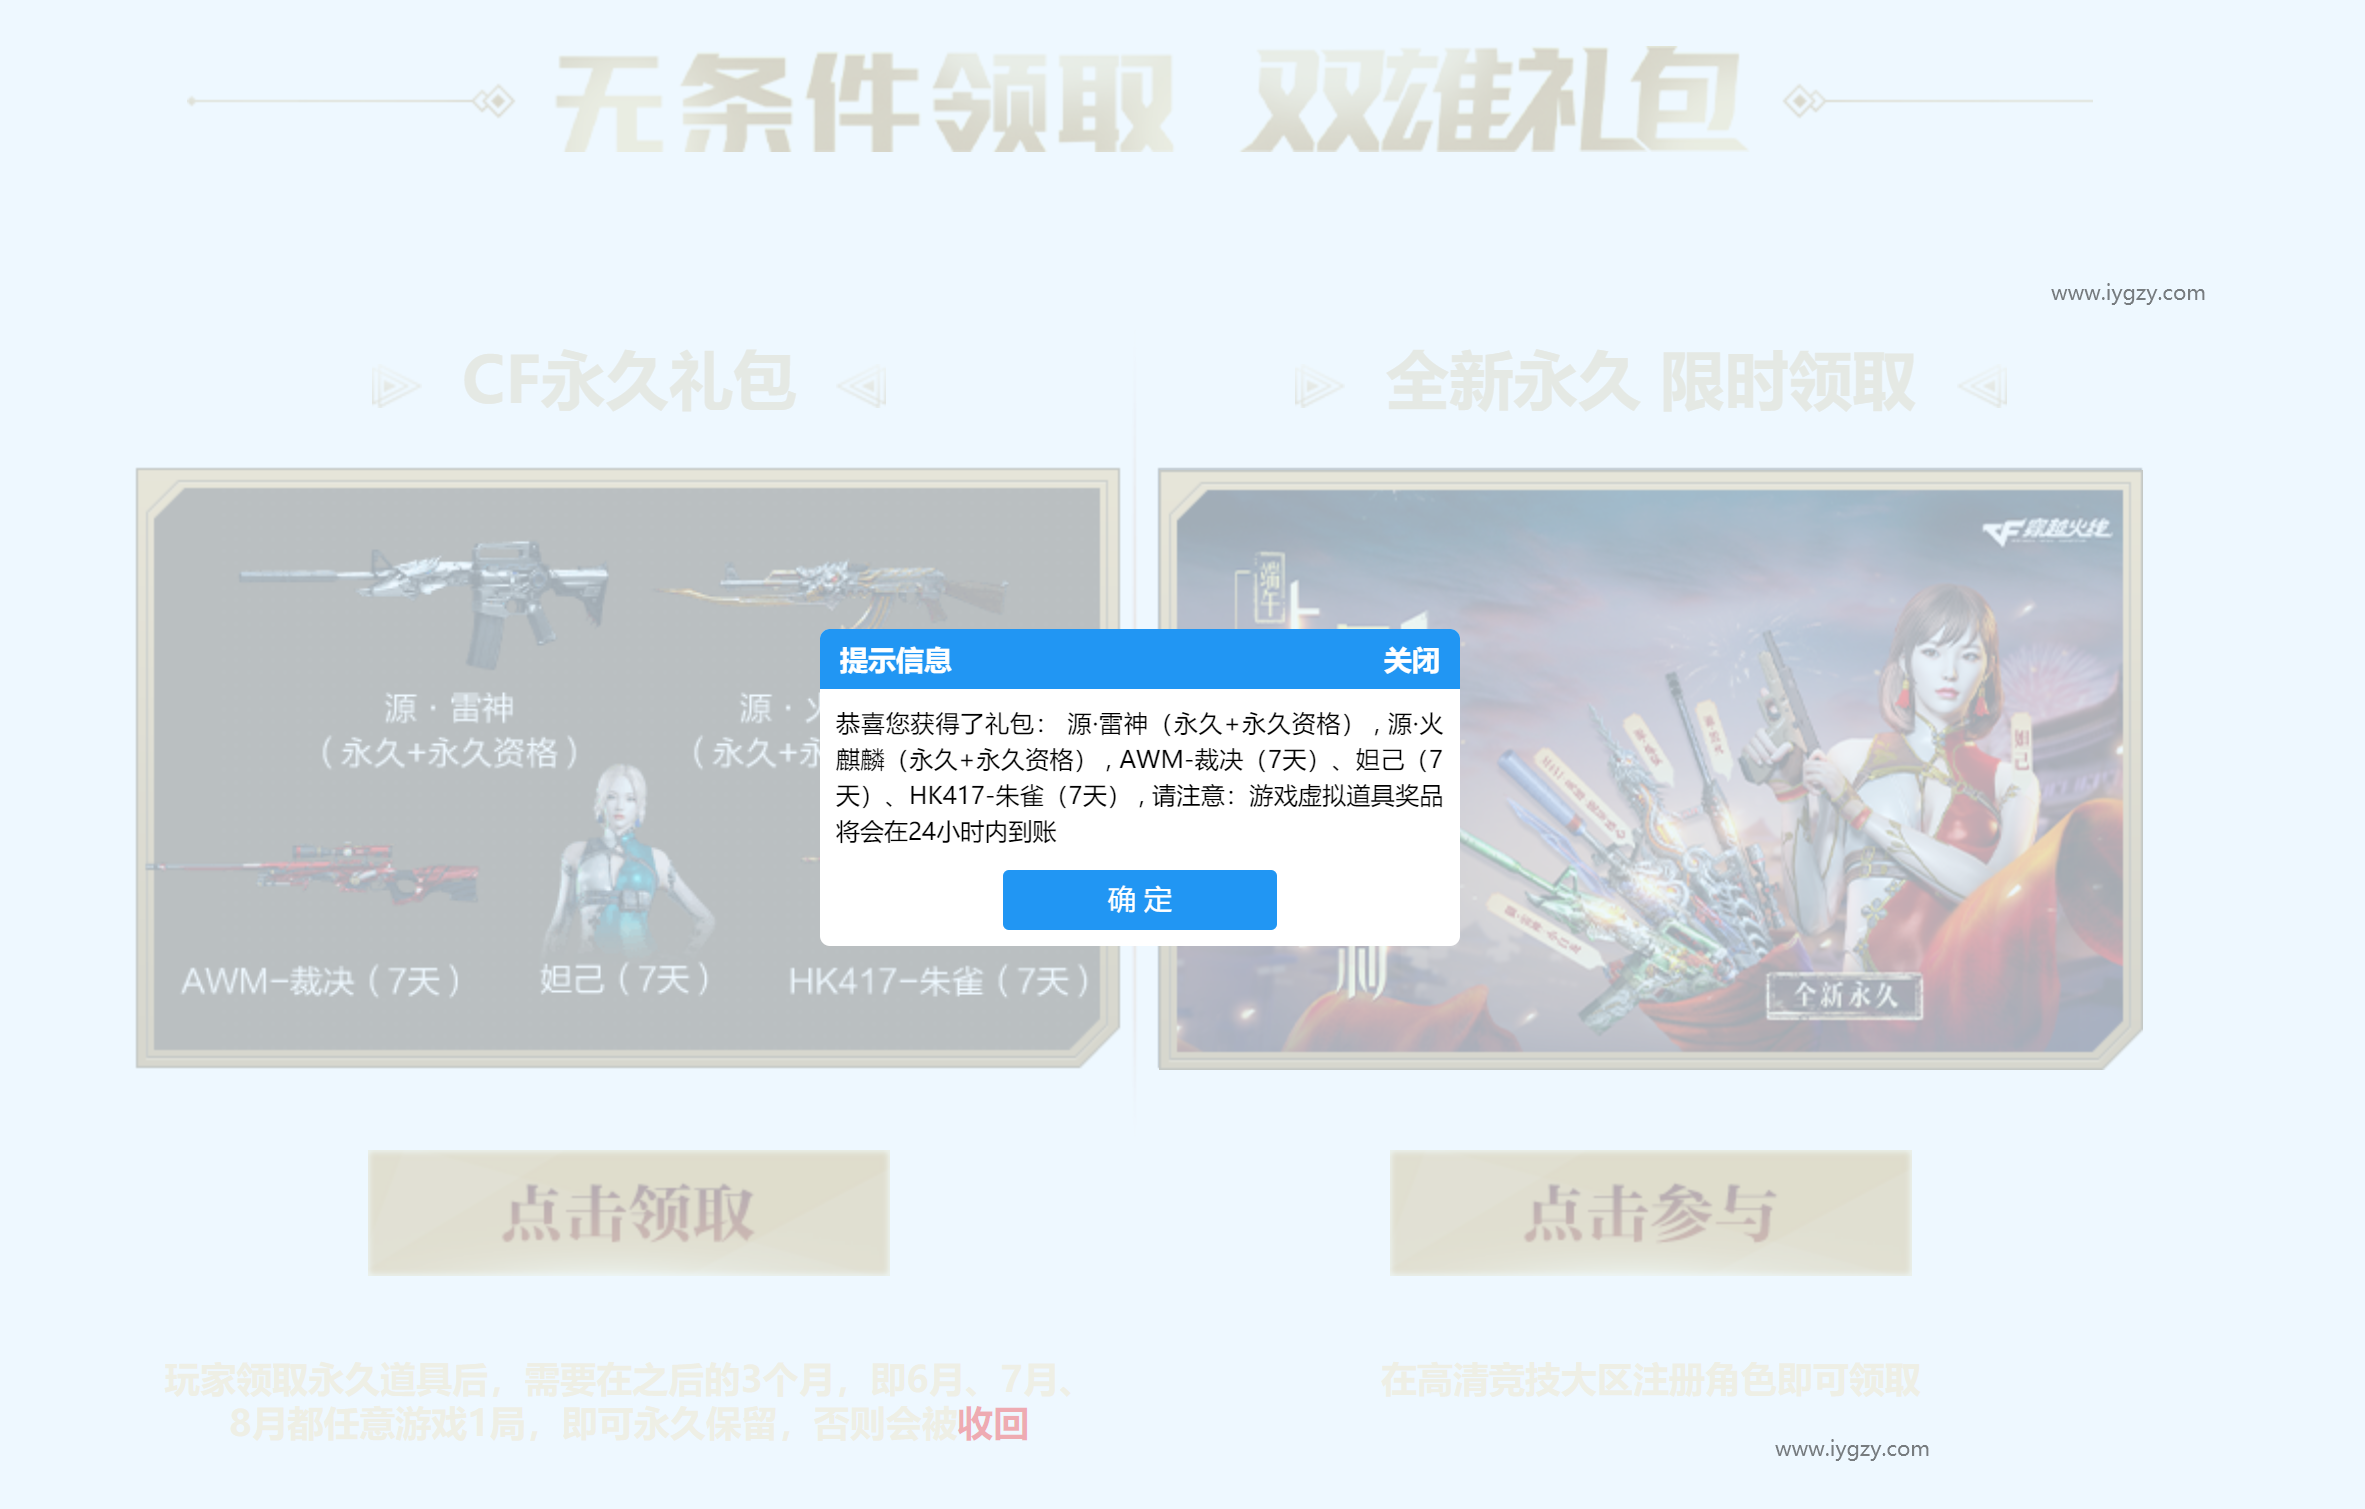 无条件领取 双雄礼包
www.iygzy.com
CF永久礼包
全新永久 限时领取
穿越火线
端午
源·雷神
（永久+永久资格）
源·火
（永久+永
提示信息
关闭
恭喜您获得了礼包： 源·雷神（永久+永久资格）, 源·火
麒麟（永久+永久资格）, AWM-裁决（7天）、妲己（7
天）、HK417-朱雀（7天）, 请注意：游戏虚拟道具奖品
将会在24小时内到账
确 定
妲己
AWM-裁决（7天）
妲己（7天）
HK417-朱雀（7天）
全新永久
点击领取
点击参与
玩家领取永久道具后，需要在之后的3个月，即6月、7月、
8月都任意游戏1局，即可永久保留，否则会被收回
在高清竞技大区注册角色即可领取
www.iygzy.com